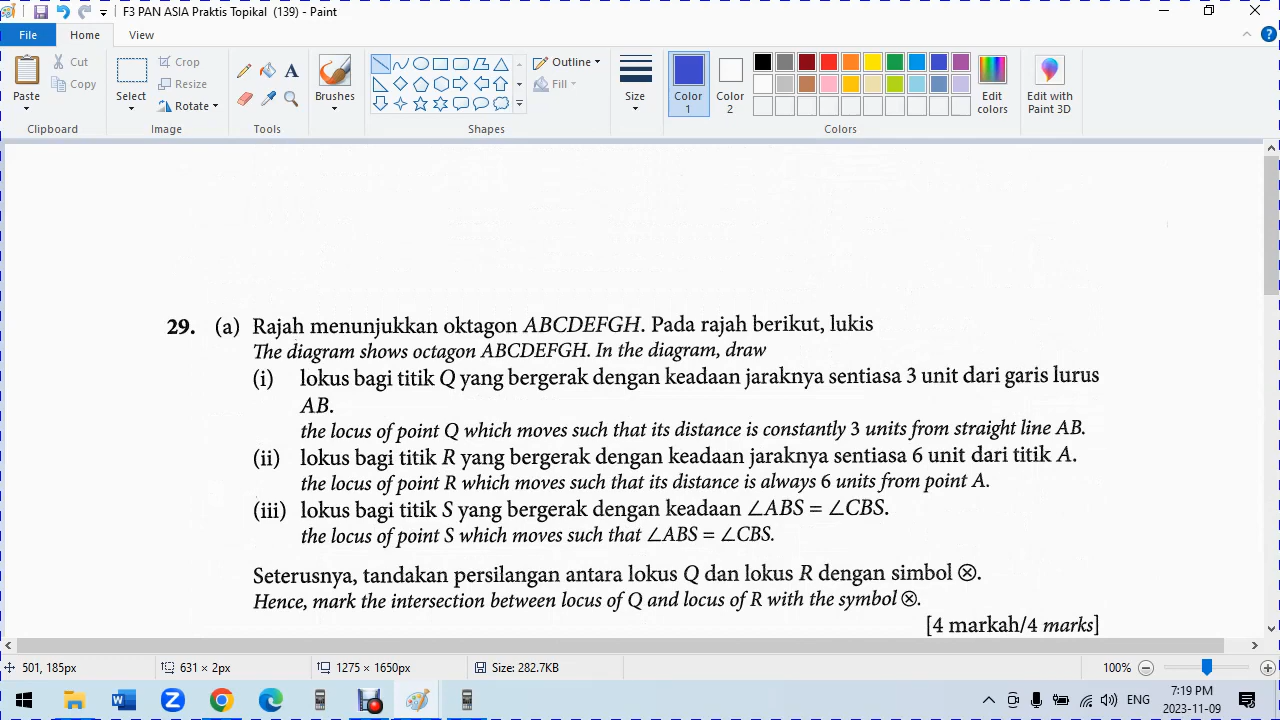 F3 PAN ASIA Praktis Topikal (139) - Paint
File Home View
Paste
Cut
Copy
Clipboard
Select
Crop
Resize
Rotate
Image
Tools
Brushes
Shapes
Outline
Fill
Size
Color 1
Color 2
Colors
Edit colors
Edit with Paint 3D
29. (a) Rajah menunjukkan oktagon ABCDEFGH. Pada rajah berikut, lukis
The diagram shows octagon ABCDEFGH. In the diagram, draw
(i) lokus bagi titik Q yang bergerak dengan keadaan jaraknya sentiasa 3 unit dari garis lurus
AB.
the locus of point Q which moves such that its distance is constantly 3 units from straight line AB.
(ii) lokus bagi titik R yang bergerak dengan keadaan jaraknya sentiasa 6 unit dari titik A.
the locus of point R which moves such that its distance is always 6 units from point A.
(iii) lokus bagi titik S yang bergerak dengan keadaan ∠ABS = ∠CBS.
the locus of point S which moves such that ∠ABS = ∠CBS.
Seterusnya, tandakan persilangan antara lokus Q dan lokus R dengan simbol ⊗.
Hence, mark the intersection between locus of Q and locus of R with the symbol ⊗.
[4 markah/4 marks]
501, 185px
631 × 2px
1275 × 1650px
Size: 282.7KB
100%
ENG
7:19 PM
2023-11-09